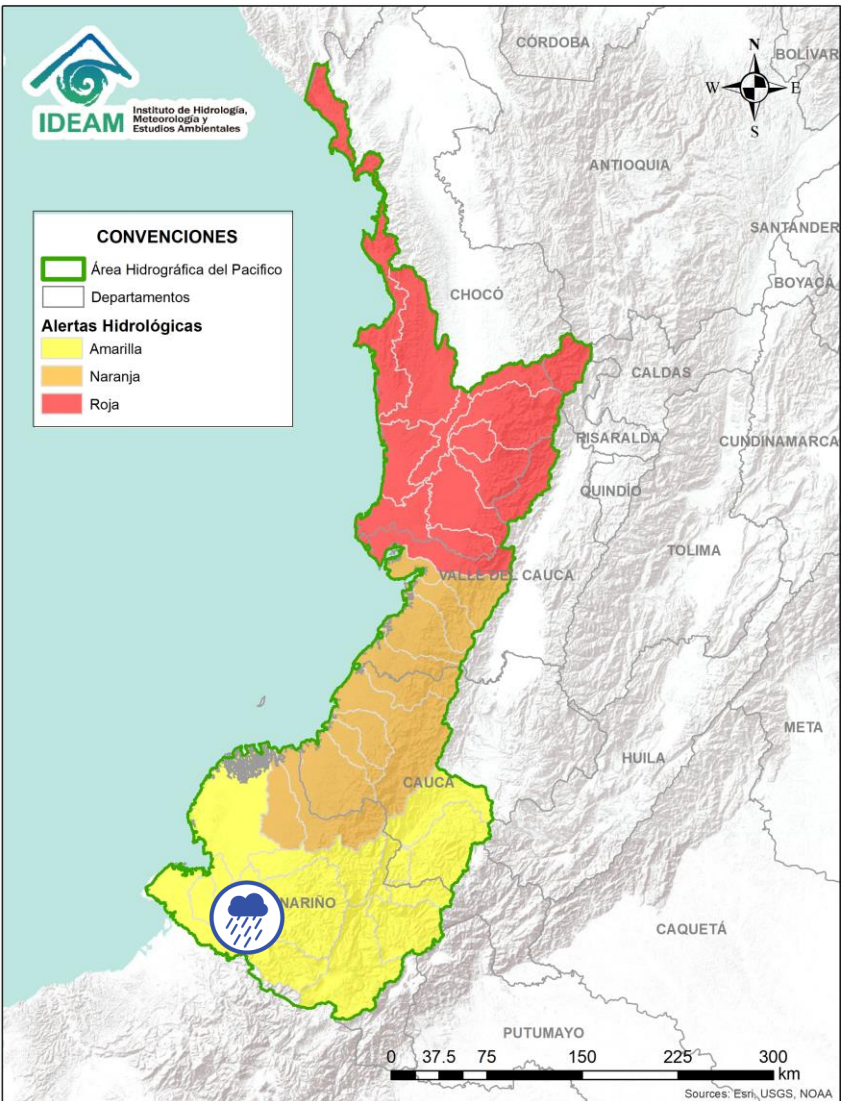 IDEAM
Instituto de Hidrología,
Meteorología y
Estudios Ambientales
N
W
E
S
CONVENCIONES
Área Hidrográfica del Pacifico
Departamentos
Alertas Hidrológicas
Amarilla
Naranja
Roja
CÓRDOBA
BOLIVAR
ANTIOQUIA
SANTANDER
BOYACÁ
CHOCÓ
CALDAS
RISARALDA
CUNDINAMARCA
QUINDÍO
TOLIMA
VALLE DEL CAUCA
META
HUILA
CAUCA
NARIÑO
CAQUETÁ
PUTUMAYO
0 37.5 75 150 225 300
km
Sources: Esri, USGS, NOAA